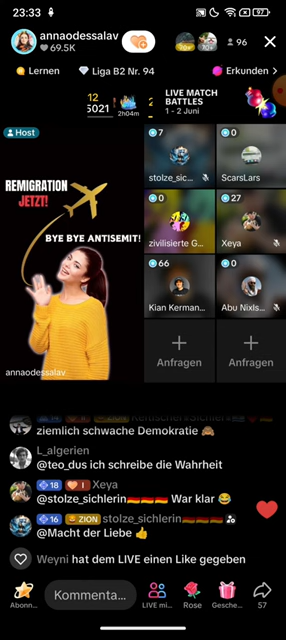 23:33
97
annaodessalav
69.5K
96
Lernen
Liga B2 Nr. 94
Erkunden >
12
5021
2h04m
LIVE MATCH
BATTLES
1 - 2 Juni
Host
REMIGRATION
JETZT!
BYE BYE ANTISEMIT!
annaodessalav
7
stolze_sic...
0
ScarsLars
0
zivilisierte G...
27
Xeya
66
Kian Kerman...
0
Abu Nixls...
Anfragen
Anfragen
ziemlich schwache Demokratie 🙈
L_algerien
@teo_dus ich schreibe die Wahrheit
18 1 Xeya
@stolze_sichlerin🇩🇪🇩🇪🇩🇪 War klar 😂
16 ZION stolze_sichlerin🇩🇪🇩🇪🇩🇪
@Macht der Liebe 👍
Weyni hat dem LIVE einen Like gegeben
Abonn...
Kommenta...
LIVE mi...
Rose
Gesche...
57